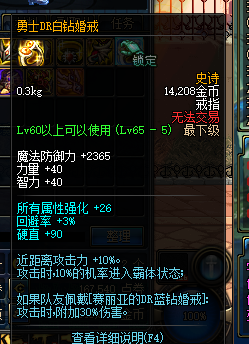 勇士DR白钻婚戒
任务
锁定
0.3kg
史诗
14,208金币
戒指
无法交易
Lv60以上可以使用 (Lv65 - 5)
最下级
魔法防御力 +2365
力量 +40
智力 +40
所有属性强化 +26
回避率 +3%
硬直 +90
整理
近距离攻击力 +10%。
攻击时,10%的机率进入霸体状态;
如果队友佩戴[赛丽亚的DR蓝钻婚戒]:
攻击时,附加30%伤害。
查看详细说明(F4)